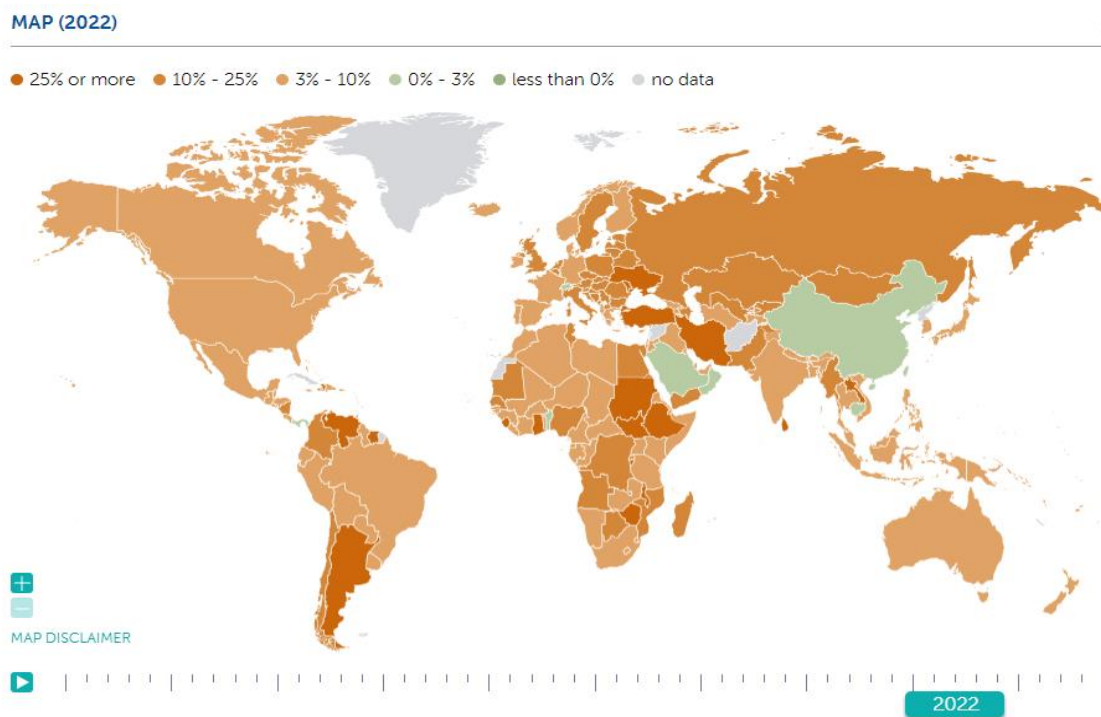 MAP (2022)
25% or more 10% - 25% 3% - 10% 0% - 3% less than 0% no data
+
−
MAP DISCLAIMER
2022